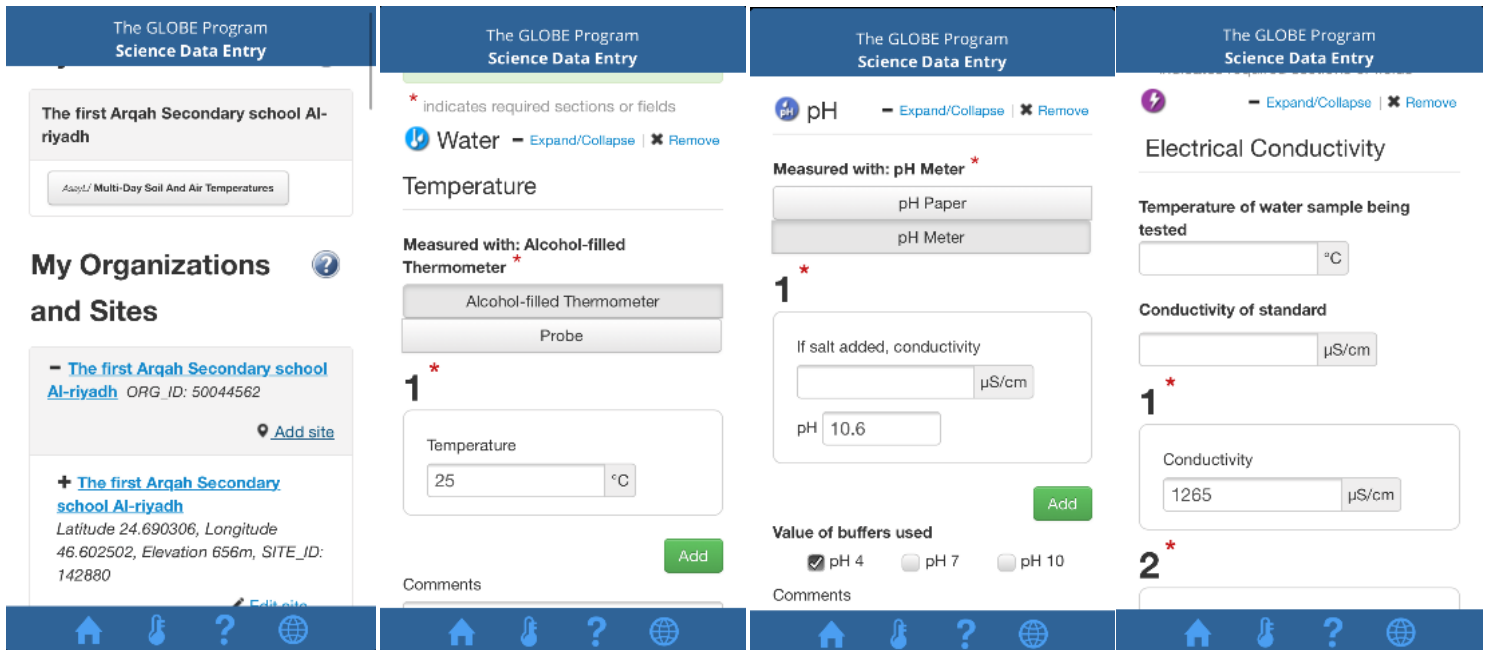 The GLOBE Program
Science Data Entry
The first Arqah Secondary school Al-
riyadh
Multi-Day Soil And Air Temperatures
My Organizations
and Sites
− The first Arqah Secondary school
Al-riyadh ORG_ID: 50044562
Add site
+ The first Arqah Secondary
school Al-riyadh
Latitude 24.690306, Longitude
46.602502, Elevation 656m, SITE_ID:
142880
Edit site
The GLOBE Program
Science Data Entry
* indicates required sections or fields
Water − Expand/Collapse | ✖ Remove
Temperature
Measured with: Alcohol-filled
Thermometer *
Alcohol-filled Thermometer
Probe
1 *
Temperature
25 °C
Add
Comments
The GLOBE Program
Science Data Entry
pH pH − Expand/Collapse | ✖ Remove
Measured with: pH Meter *
pH Paper
pH Meter
1 *
If salt added, conductivity
µS/cm
pH 10.6
Add
Value of buffers used
pH 4 pH 7 pH 10
Comments
The GLOBE Program
Science Data Entry
indicates required sections or fields
− Expand/Collapse | ✖ Remove
Electrical Conductivity
Temperature of water sample being
tested
°C
Conductivity of standard
µS/cm
1 *
Conductivity
1265 µS/cm
2 *